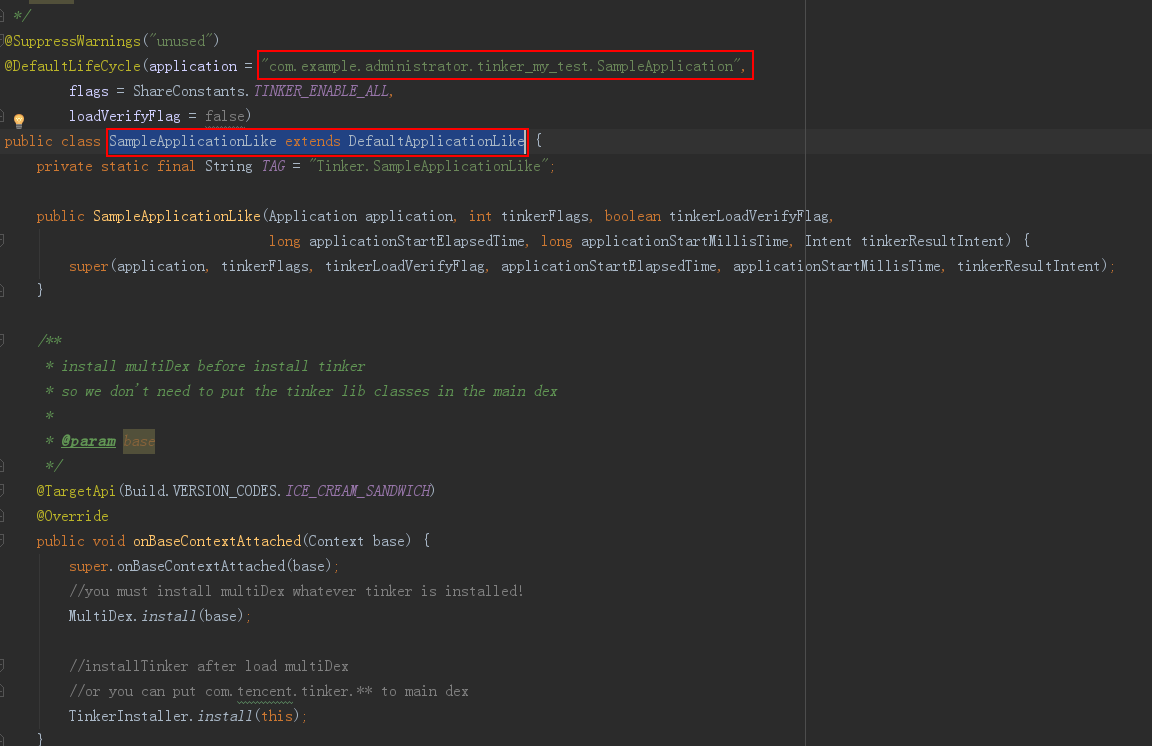 */
@SuppressWarnings("unused")
@DefaultLifeCycle(application = "com.example.administrator.tinker_my_test.SampleApplication",
flags = ShareConstants.TINKER_ENABLE_ALL,
loadVerifyFlag = false)
public class SampleApplicationLike extends DefaultApplicationLike {
private static final String TAG = "Tinker.SampleApplicationLike";
public SampleApplicationLike(Application application, int tinkerFlags, boolean tinkerLoadVerifyFlag,
long applicationStartElapsedTime, long applicationStartMillisTime, Intent tinkerResultIntent) {
super(application, tinkerFlags, tinkerLoadVerifyFlag, applicationStartElapsedTime, applicationStartMillisTime, tinkerResultIntent);
}
/**
* install multiDex before install tinker
* so we don't need to put the tinker lib classes in the main dex
*
* @param base
*/
@TargetApi(Build.VERSION_CODES.ICE_CREAM_SANDWICH)
@Override
public void onBaseContextAttached(Context base) {
super.onBaseContextAttached(base);
//you must install multiDex whatever tinker is installed!
MultiDex.install(base);
//installTinker after load multiDex
//or you can put com.tencent.tinker.** to main dex
TinkerInstaller.install(this);
}